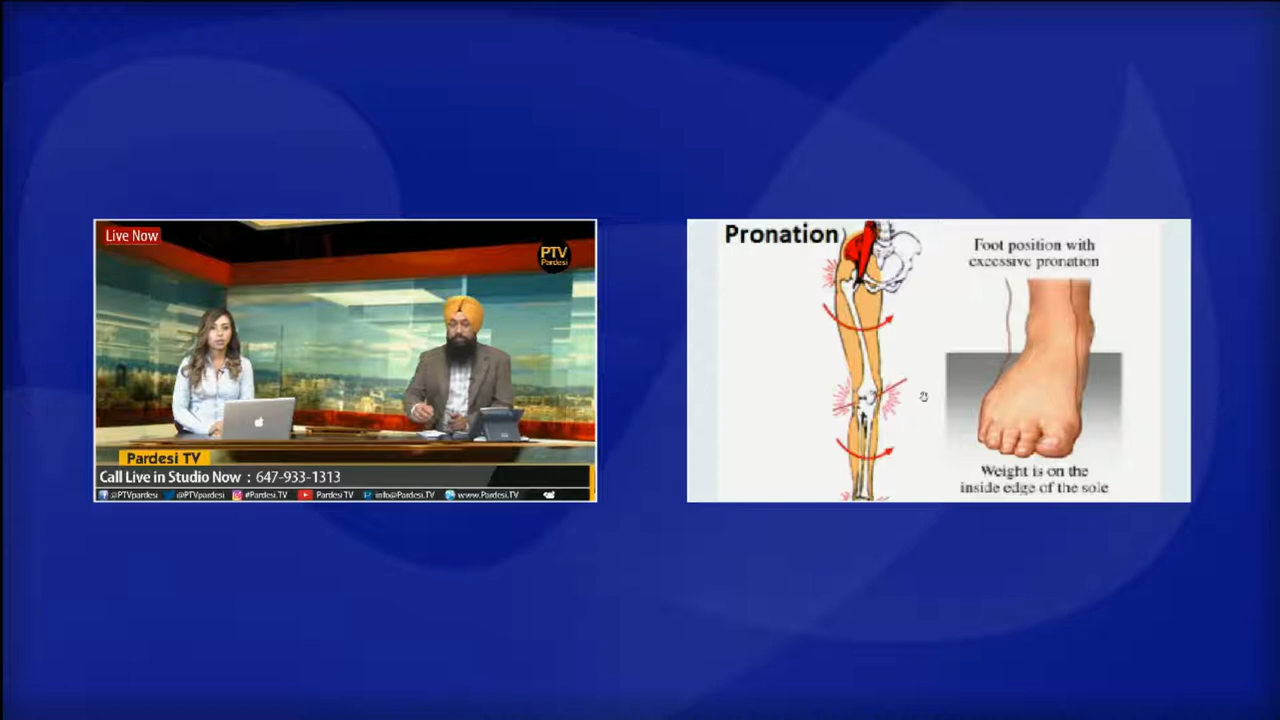 Live Now
PTV
Pardesi
Pardesi TV
Call Live in Studio Now : 647-933-1313
@PTVpardesi @PTVpardesi #Pardesi.TV Pardesi TV info@Pardesi.TV www.Pardesi.TV
Pronation
Foot position with
excessive pronation
Weight is on the
inside edge of the sole